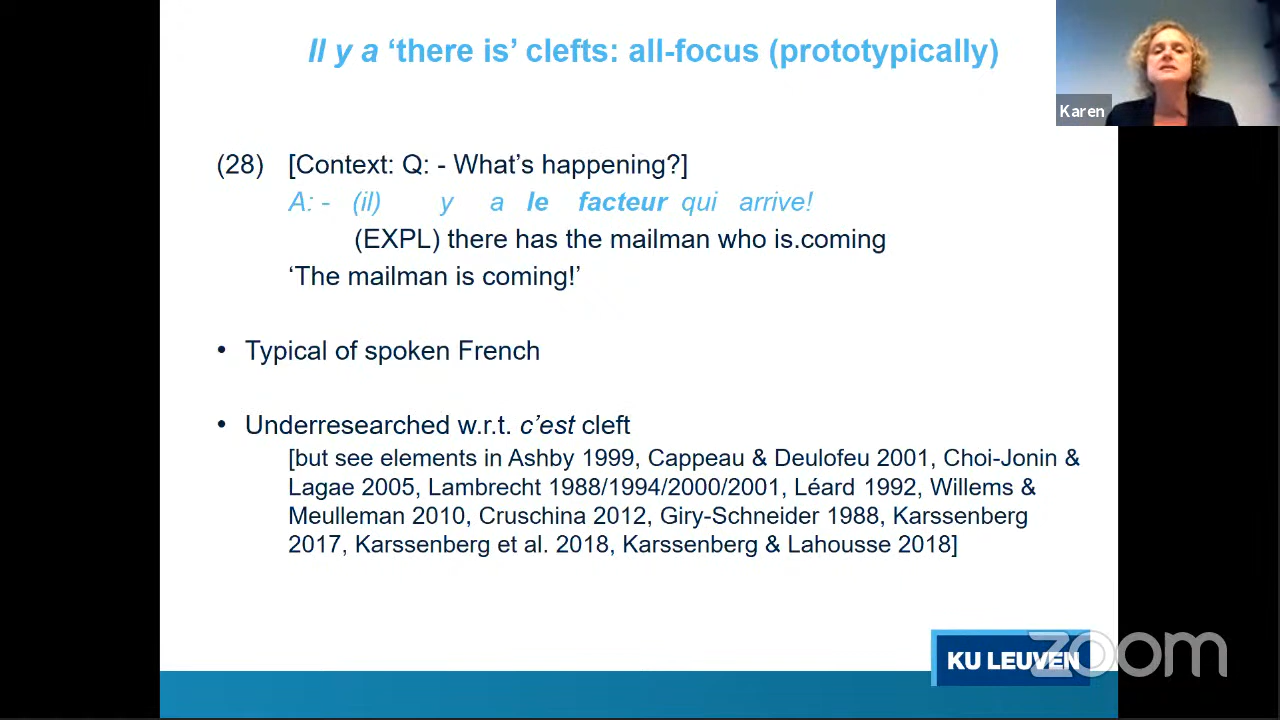 Il y a ‘there is’ clefts: all-focus (prototypically)
Karen
(28) [Context: Q: - What’s happening?]
A: - (il) y a le facteur qui arrive!
(EXPL) there has the mailman who is.coming
‘The mailman is coming!’
• Typical of spoken French
• Underresearched w.r.t. c’est cleft
[but see elements in Ashby 1999, Cappeau & Deulofeu 2001, Choi-Jonin &
Lagae 2005, Lambrecht 1988/1994/2000/2001, Léard 1992, Willems &
Meulleman 2010, Cruschina 2012, Giry-Schneider 1988, Karssenberg
2017, Karssenberg et al. 2018, Karssenberg & Lahousse 2018]
KU LEUVEN
zoom